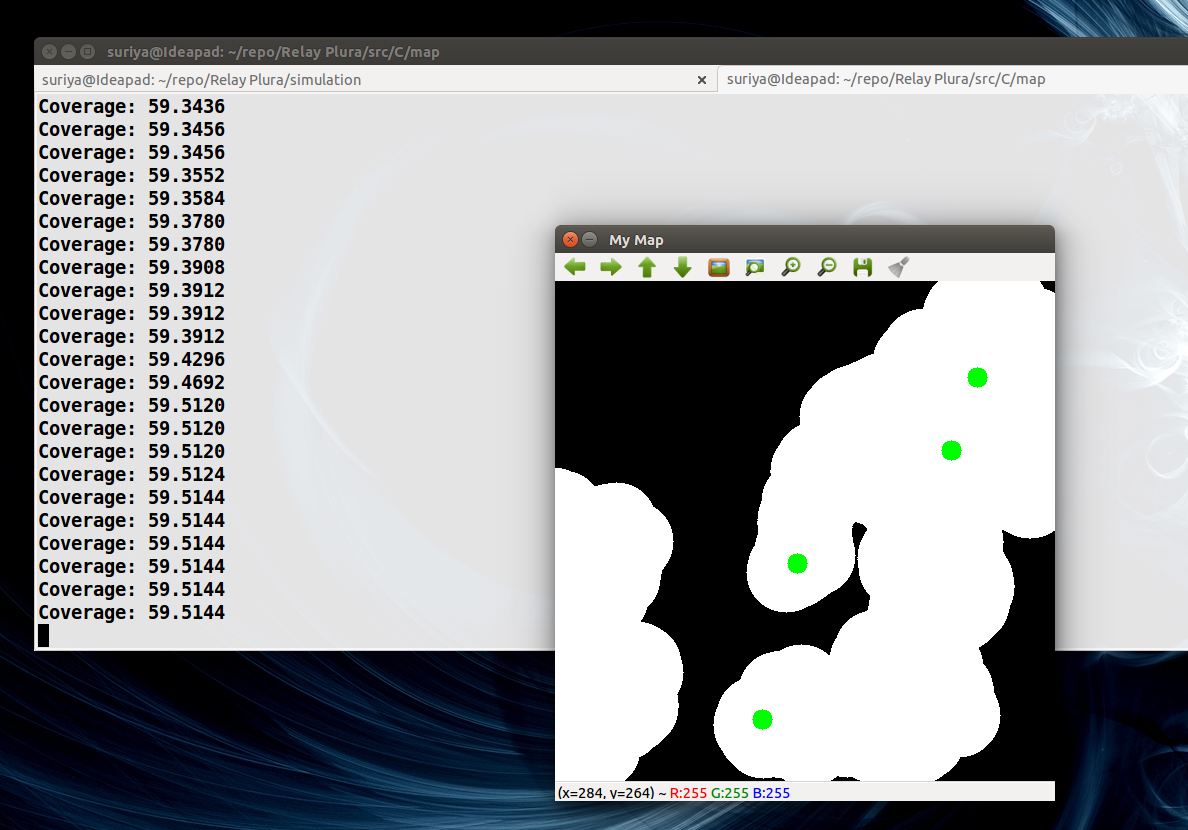 suriya@Ideapad: ~/repo/Relay Plura/src/C/map
suriya@Ideapad: ~/repo/Relay Plura/simulation
suriya@Ideapad: ~/repo/Relay Plura/src/C/map
Coverage: 59.3436
Coverage: 59.3456
Coverage: 59.3456
Coverage: 59.3552
Coverage: 59.3584
Coverage: 59.3780
Coverage: 59.3780
Coverage: 59.3908
Coverage: 59.3912
Coverage: 59.3912
Coverage: 59.3912
Coverage: 59.4296
Coverage: 59.4692
Coverage: 59.5120
Coverage: 59.5120
Coverage: 59.5120
Coverage: 59.5124
Coverage: 59.5144
Coverage: 59.5144
Coverage: 59.5144
Coverage: 59.5144
Coverage: 59.5144
Coverage: 59.5144
My Map
(x=284, y=264) ~ R:255 G:255 B:255